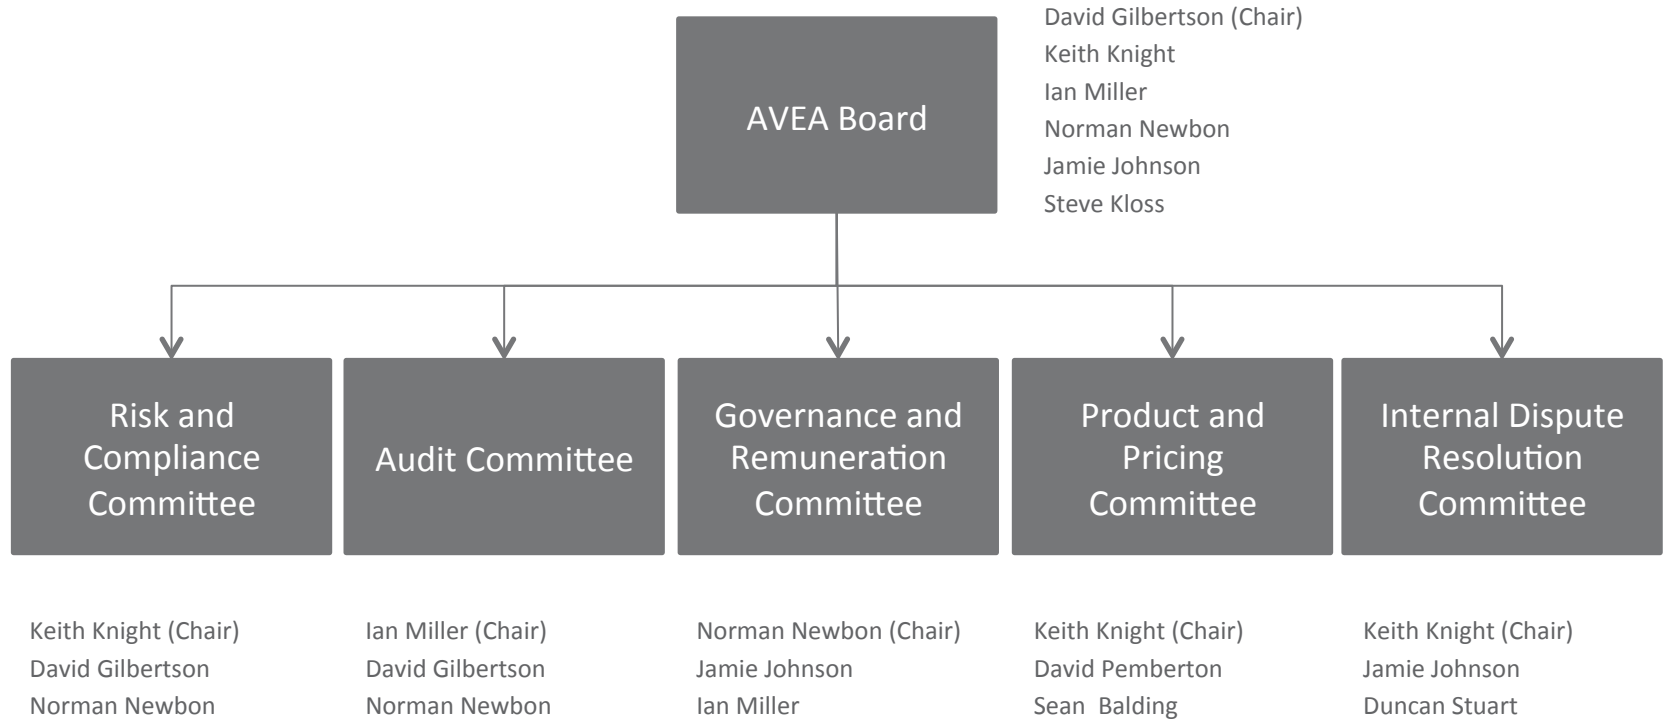 David Gilbertson (Chair)
Keith Knight
Ian Miller
Norman Newbon
Jamie Johnson
Steve Kloss
AVEA Board
Risk and
Compliance
Committee
Audit Committee
Governance and
Remuneration
Committee
Product and
Pricing
Committee
Internal Dispute
Resolution
Committee
Keith Knight (Chair)
David Gilbertson
Norman Newbon
Ian Miller (Chair)
David Gilbertson
Norman Newbon
Norman Newbon (Chair)
Jamie Johnson
Ian Miller
Keith Knight (Chair)
David Pemberton
Sean  Balding
Keith Knight (Chair)
Jamie Johnson
Duncan Stuart